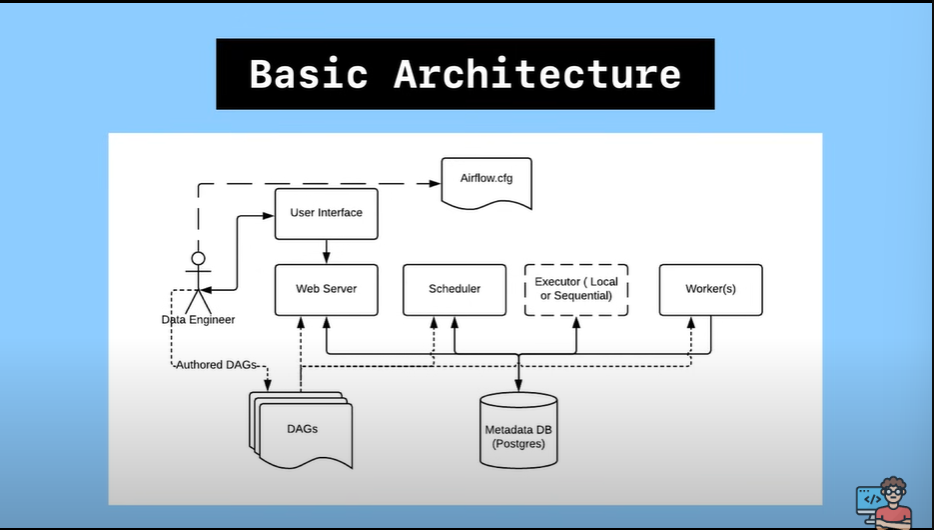 Basic Architecture
Airflow.cfg
User Interface
Web Server
Scheduler
Executor ( Local
or Sequential)
Worker(s)
Data Engineer
Authored DAGs
DAGs
Metadata DB
(Postgres)
</>